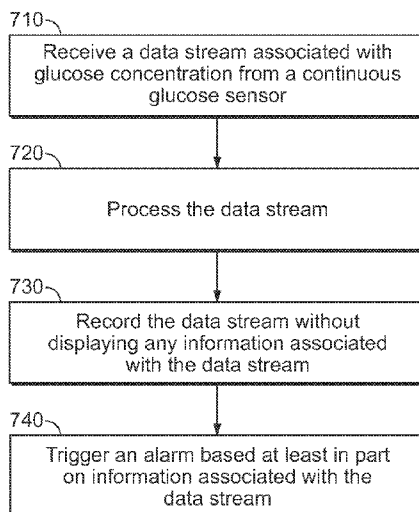 710
Receive a data stream associated with
glucose concentration from a continuous
glucose sensor
720
Process the data stream
730
Record the data stream without
displaying any information associated
with the data stream
740
Trigger an alarm based at least in part
on information associated with the
data stream